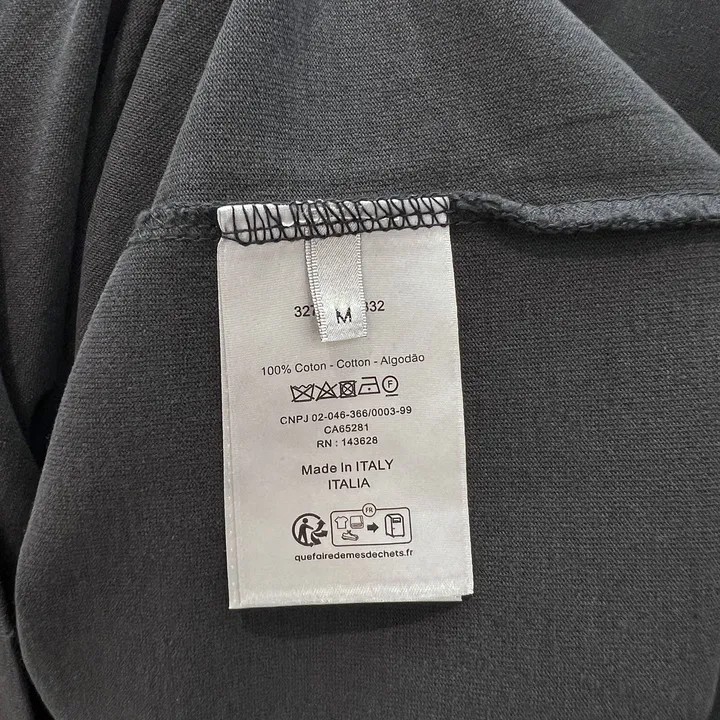 M
100% Coton - Cotton - Algodão
F
CNPJ 02-046-366/0003-99
CA65281
RN : 143628
Made In ITALY
ITALIA
FR
quefairedemesdechets.fr